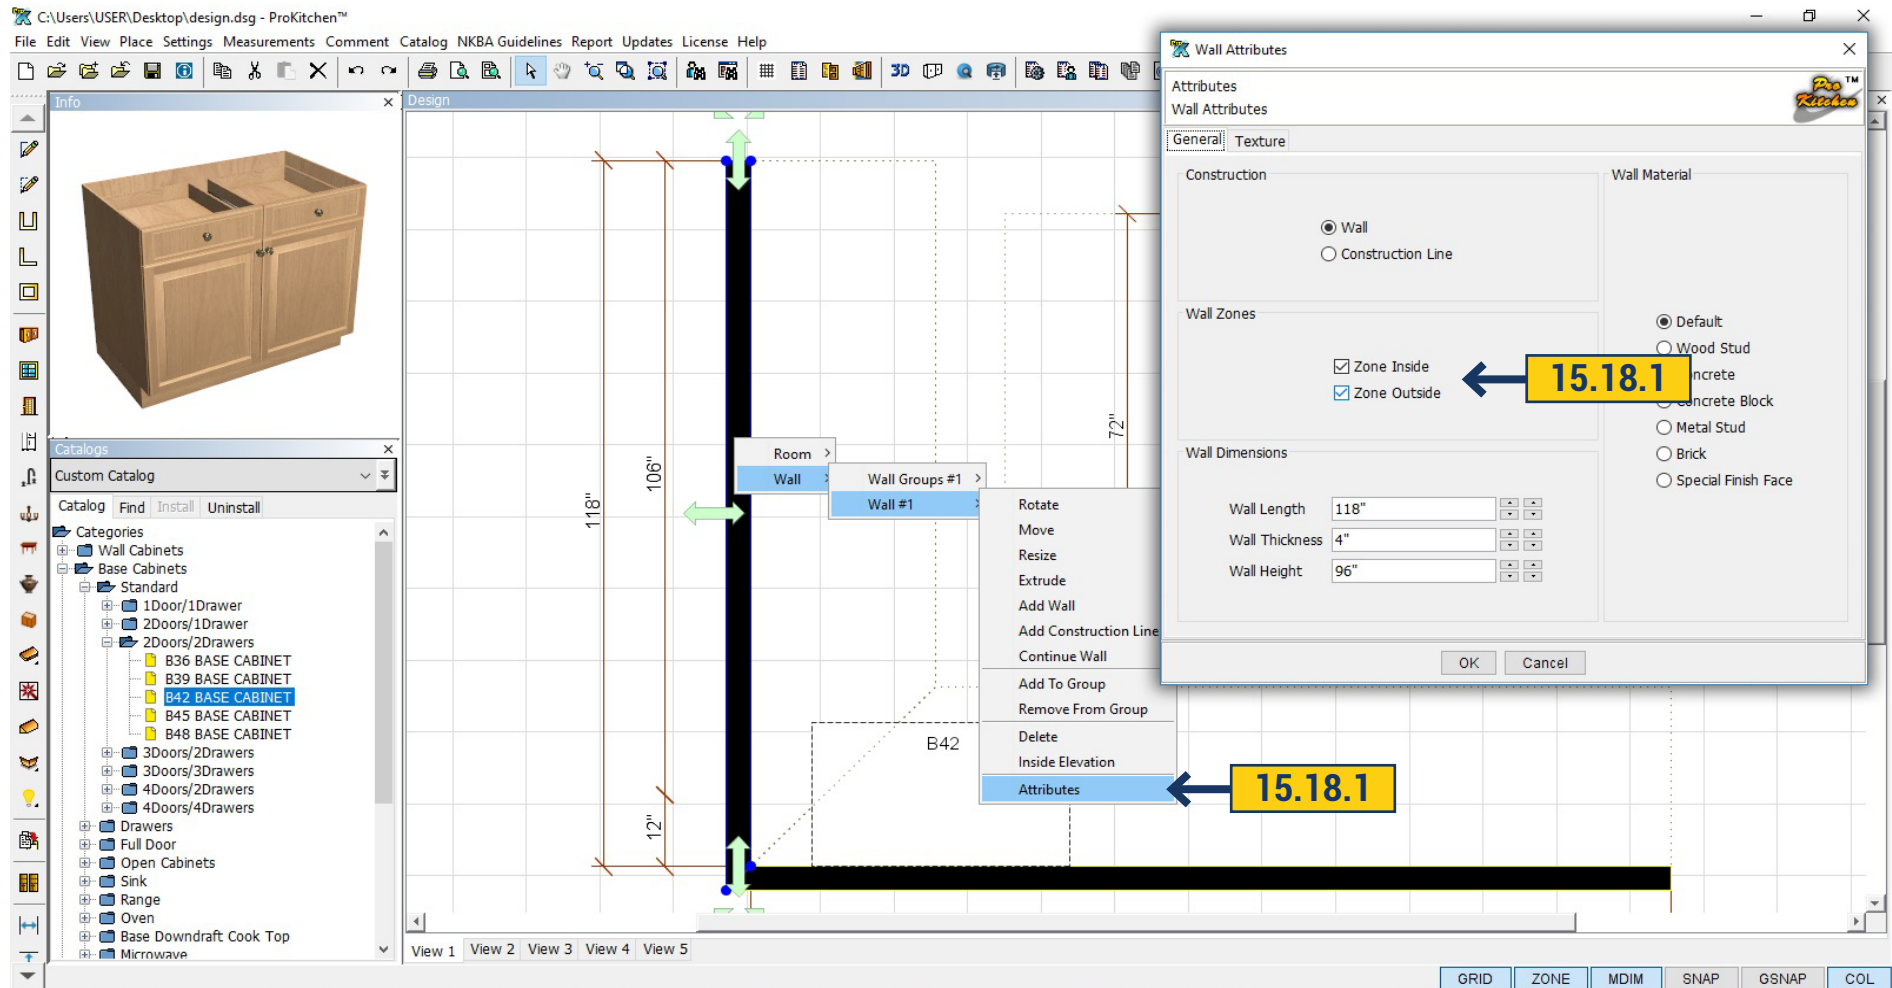 C:\Users\USER\Desktop\design.dsg - ProKitchen™
File Edit View Place Settings Measurements Comment Catalog NKBA Guidelines Report Updates License Help
3D
Info
Catalogs
Custom Catalog
Catalog Find Install Uninstall
Categories
Wall Cabinets
Base Cabinets
Standard
1Door/1Drawer
2Doors/1Drawer
2Doors/2Drawers
B36 BASE CABINET
B39 BASE CABINET
B42 BASE CABINET
B45 BASE CABINET
B48 BASE CABINET
3Doors/2Drawers
3Doors/3Drawers
4Doors/2Drawers
4Doors/4Drawers
Drawers
Full Door
Open Cabinets
Sink
Range
Oven
Base Downdraft Cook Top
Microwave
Design
118"
106"
12"
72"
B42
Room
Wall
Wall Groups #1
Wall #1
Rotate
Move
Resize
Extrude
Add Wall
Add Construction Line
Continue Wall
Add To Group
Remove From Group
Delete
Inside Elevation
Attributes
15.18.1
View 1 View 2 View 3 View 4 View 5
Wall Attributes
Attributes
Wall Attributes
Pro Kitchen TM
General Texture
Construction
Wall
Construction Line
Wall Zones
Zone Inside
Zone Outside
15.18.1
Wall Dimensions
Wall Length 118"
Wall Thickness 4"
Wall Height 96"
Wall Material
Default
Wood Stud
oncrete
Concrete Block
Metal Stud
Brick
Special Finish Face
OK Cancel
GRID ZONE MDIM SNAP GSNAP COL